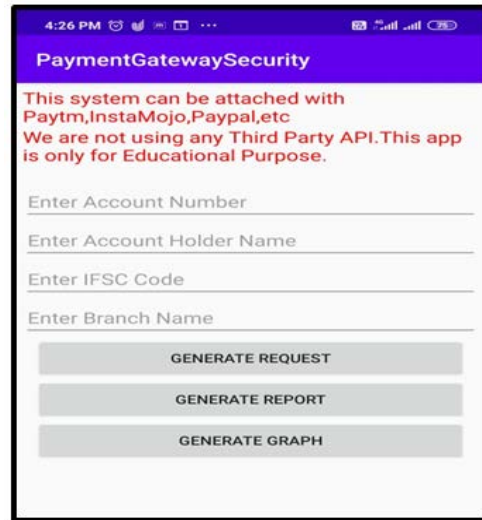 4:26 PM ...
75
PaymentGatewaySecurity
This system can be attached with
Paytm,InstaMojo,Paypal,etc
We are not using any Third Party API.This app
is only for Educational Purpose.
Enter Account Number
Enter Account Holder Name
Enter IFSC Code
Enter Branch Name
GENERATE REQUEST
GENERATE REPORT
GENERATE GRAPH